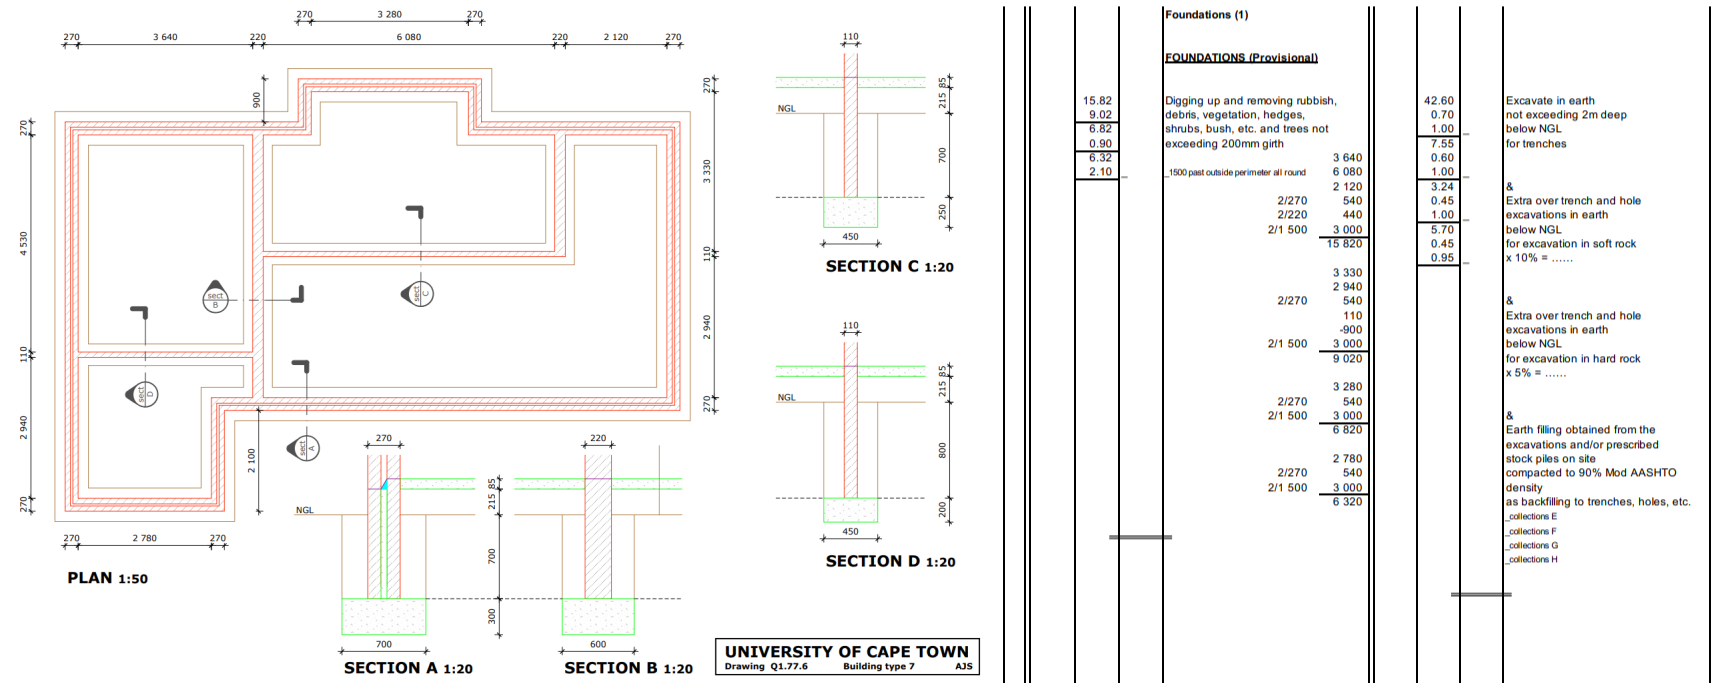 270 3 280 270
270 3 640 220 6 080 220 2 120 270
900
270
4 530
110
2 940
270
270
3 330
110
2 940
270
sect B
sect C
sect D
sect A
2 100
270 2 780 270
PLAN 1:50
270
NGL
85
215
700
300
700
SECTION A 1:20
220
600
SECTION B 1:20
110
NGL
85
215
700
250
450
SECTION C 1:20
110
NGL
85
215
800
200
450
SECTION D 1:20
UNIVERSITY OF CAPE TOWN
Drawing Q1.77.6 Building type 7 AJS
Foundations (1)
FOUNDATIONS (Provisional)
15.82 Digging up and removing rubbish,
9.02 debris, vegetation, hedges,
6.82 shrubs, bush, etc. and trees not
0.90 exceeding 200mm girth
6.32 3 640
2.10 _ _1500 past outside perimeter all round 6 080
2 120
2/270 540
2/220 440
2/1 500 3 000
15 820
3 330
2 940
2/270 540
110
-900
2/1 500 3 000
9 020
3 280
2/270 540
2/1 500 3 000
6 820
2 780
2/270 540
2/1 500 3 000
6 320
42.60 Excavate in earth
0.70 not exceeding 2m deep
1.00 _ below NGL
7.55 for trenches
0.60
1.00 _
3.24 &
0.45 Extra over trench and hole
1.00 _ excavations in earth
5.70 below NGL
0.45 for excavation in soft rock
0.95 _ x 10% = ......
&
Extra over trench and hole
excavations in earth
below NGL
for excavation in hard rock
x 5% = ......
&
Earth filling obtained from the
excavations and/or prescribed
stock piles on site
compacted to 90% Mod AASHTO
density
as backfilling to trenches, holes, etc.
_collections E
_collections F
_collections G
_collections H